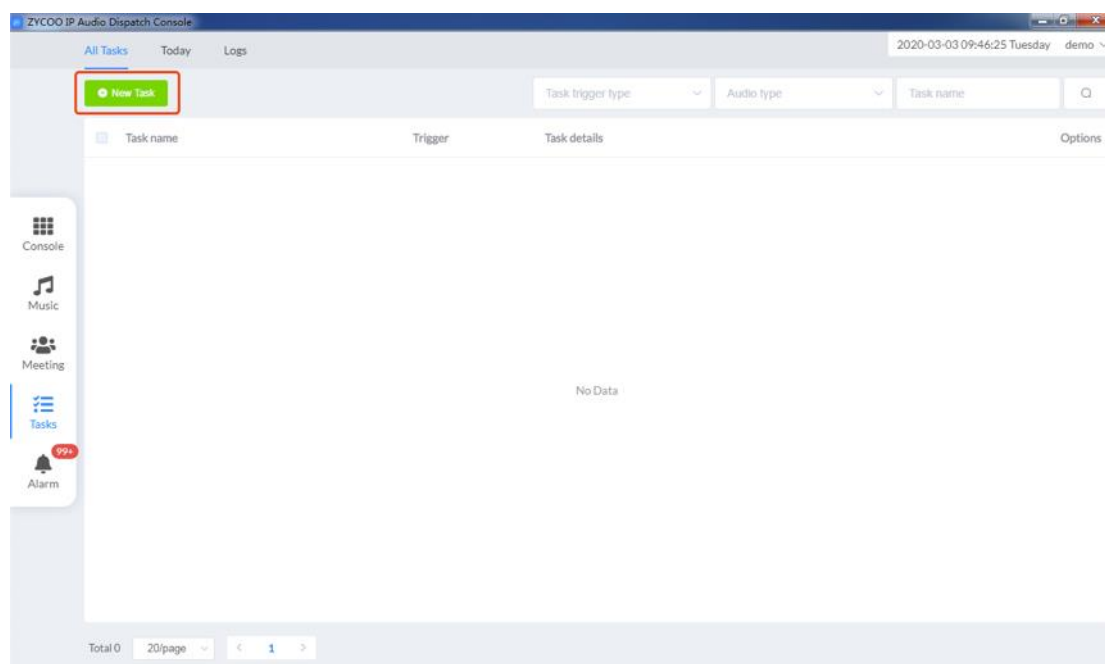 ZYCOO IP Audio Dispatch Console
All Tasks Today Logs 2020-03-03 09:46:25 Tuesday demo
New Task Task trigger type Audio type Task name
Task name Trigger Task details Options
Console
Music
Meeting
No Data
Tasks
99+
Alarm
Total 0 20/page 1